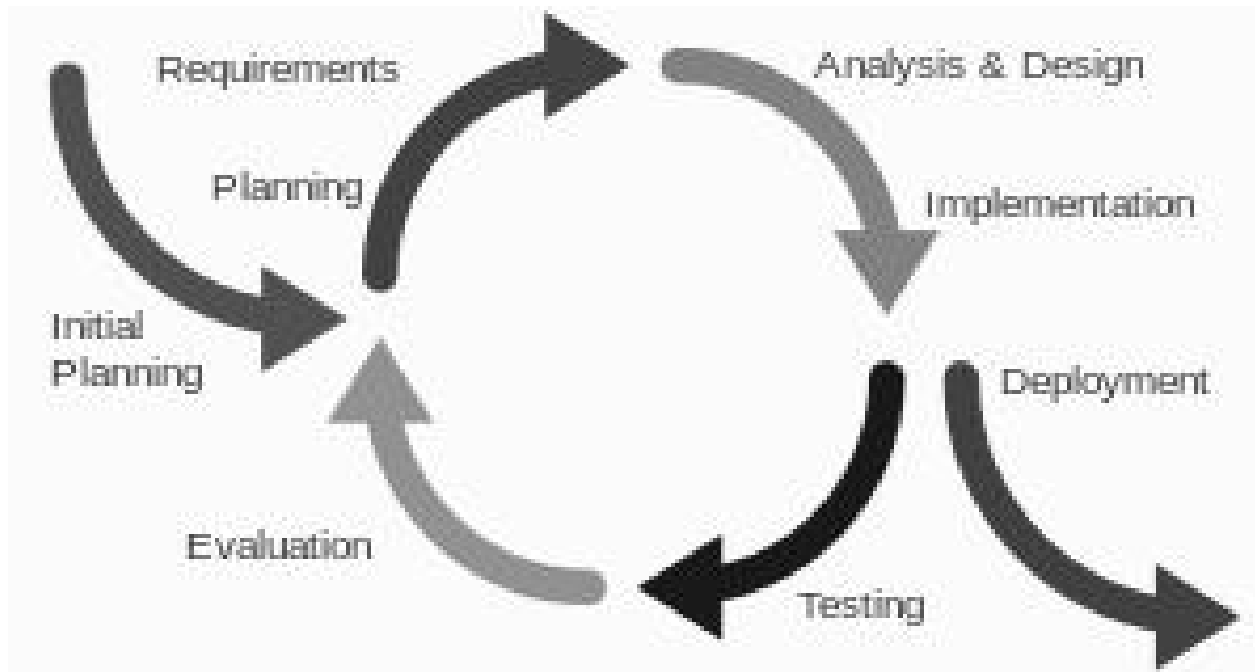 Requirements
Analysis & Design
Planning
Implementation
Initial
Planning
Deployment
Evaluation
Testing